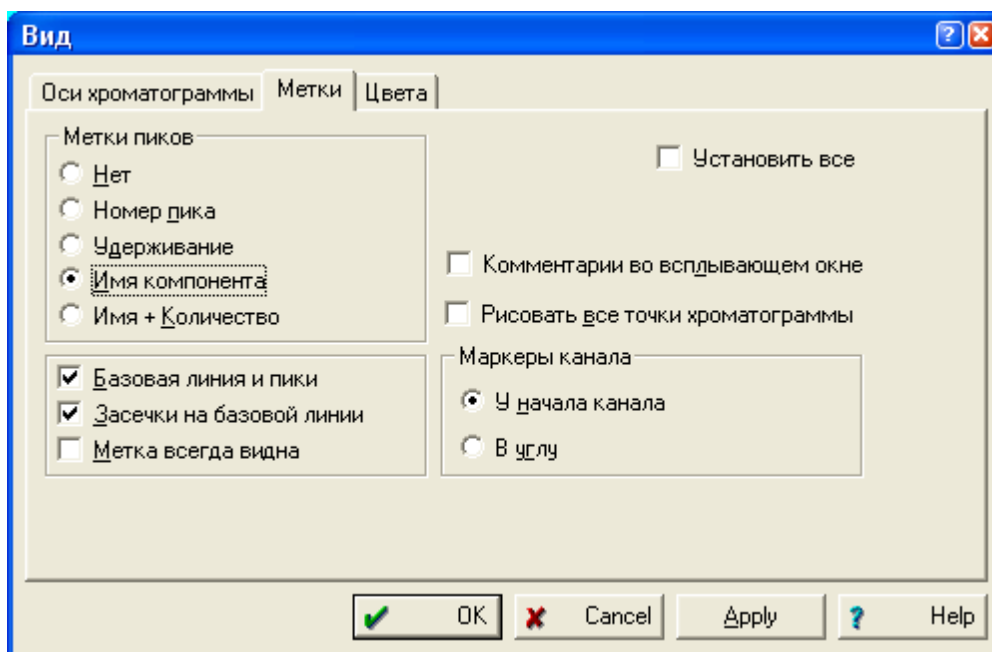 Вид
Оси хроматограммы Метки Цвета
Метки пиков
Нет
Номер пика
Удерживание
Имя компонента
Имя + Количество
Базовая линия и пики
Засечки на базовой линии
Метка всегда видна
Установить все
Комментарии во всплывающем окне
Рисовать все точки хроматограммы
Маркеры канала
У начала канала
В углу
OK Cancel Apply Help